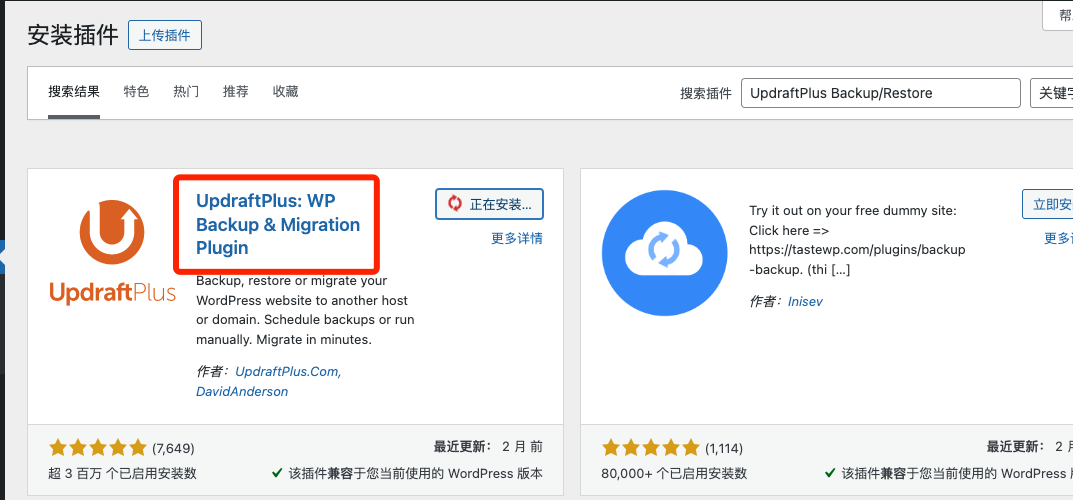 帮
安装插件
上传插件
搜索结果
特色
热门
推荐
收藏
搜索插件
UpdraftPlus Backup/Restore
关键字
UpdraftPlus
UpdraftPlus: WP
Backup & Migration
Plugin
正在安装...
更多详情
Backup, restore or migrate your
WordPress website to another host
or domain. Schedule backups or run
manually. Migrate in minutes.
作者：UpdraftPlus.Com,
DavidAnderson
(7,649)
超 3 百万 个已启用安装数
最近更新： 2 月 前
该插件兼容于您当前使用的 WordPress 版本
Try it out on your free dummy site:
Click here =>
https://tastewp.com/plugins/backup
-backup. (thi [...]
作者：Inisev
立即安
更多
(1,114)
80,000+ 个已启用安装数
最近更新： 2
该插件兼容于您当前使用的 WordPress